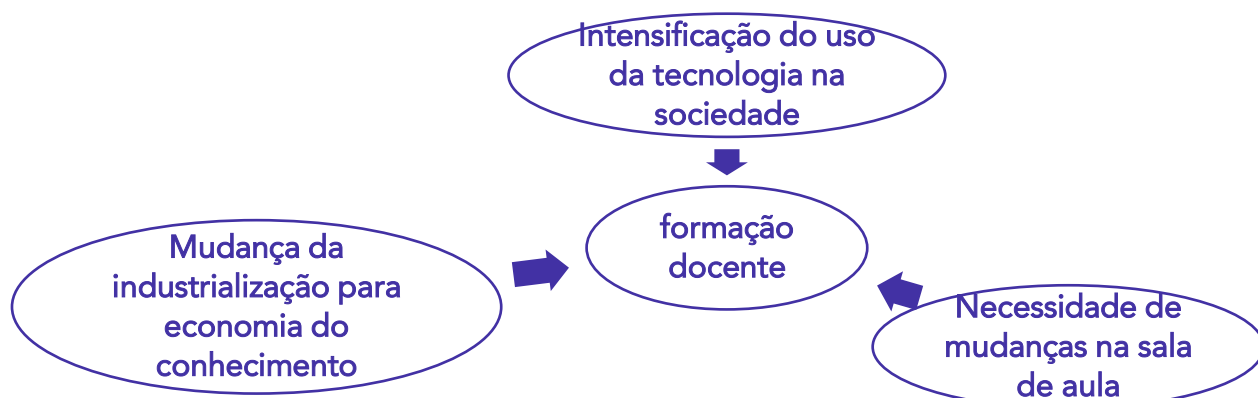 Intensificação do uso
da tecnologia na
sociedade
formação
docente
Mudança da
industrialização para
economia do
conhecimento
Necessidade de
mudanças na sala
de aula